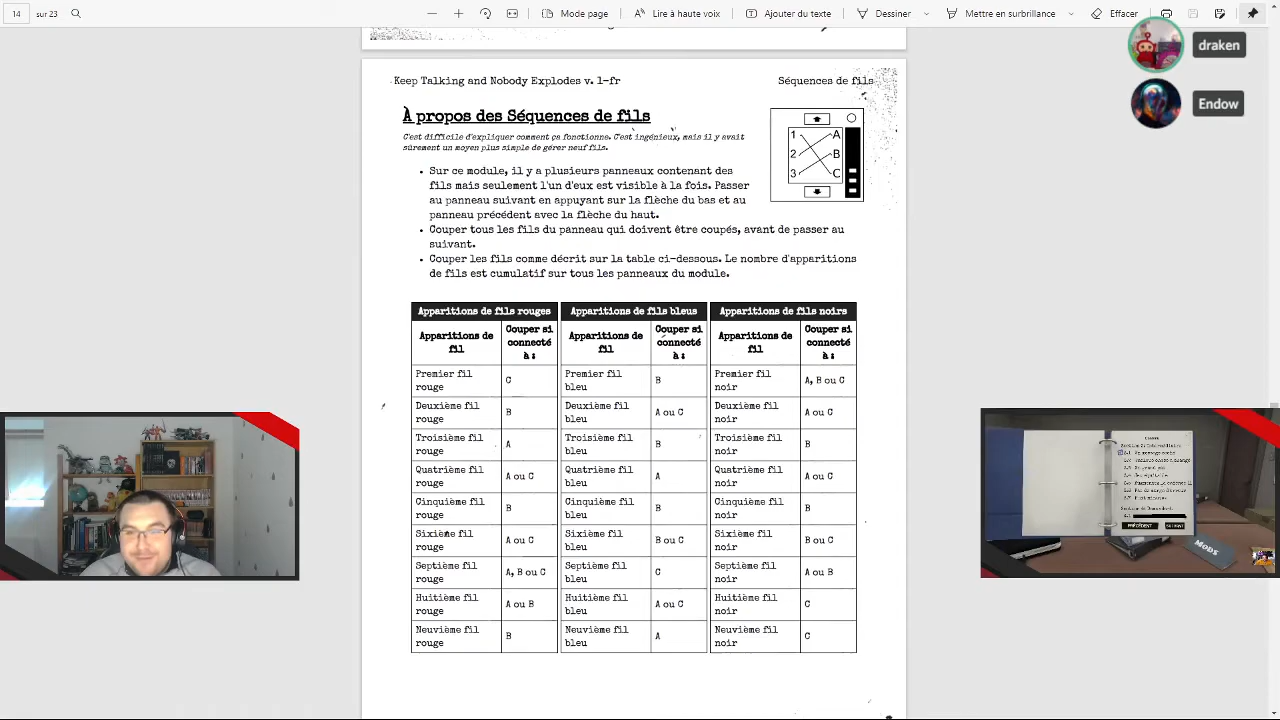 14 sur 23
Mode page
Lire à haute voix
Ajouter du texte
Dessiner
Mettre en surbrillance
Effacer
draken
Endow
Keep Talking and Nobody Explodes v. 1-fr
Séquences de fils
À propos des Séquences de fils
C'est difficile d'expliquer comment ça fonctionne. C'est ingénieux, mais il y avait
sûrement un moyen plus simple de gérer neuf fils.
1 A
2 B
3 C
• Sur ce module, il y a plusieurs panneaux contenant des
fils mais seulement l'un d'eux est visible à la fois. Passer
au panneau suivant en appuyant sur la flèche du bas et au
panneau précédent avec la flèche du haut.
• Couper tous les fils du panneau qui doivent être coupés, avant de passer au
suivant.
• Couper les fils comme décrit sur la table ci-dessous. Le nombre d'apparitions
de fils est cumulatif sur tous les panneaux du module.
Apparitions de fils rouges
Apparitions de fil
Couper si connecté à :
Premier fil rouge C
Deuxième fil rouge B
Troisième fil rouge A
Quatrième fil rouge A ou C
Cinquième fil rouge B
Sixième fil rouge A ou C
Septième fil rouge A, B ou C
Huitième fil rouge A ou B
Neuvième fil rouge B
Apparitions de fils bleus
Apparitions de fil
Couper si connecté à :
Premier fil bleu B
Deuxième fil bleu A ou C
Troisième fil bleu B
Quatrième fil bleu A
Cinquième fil bleu B
Sixième fil bleu B ou C
Septième fil bleu C
Huitième fil bleu A ou C
Neuvième fil bleu A
Apparitions de fils noirs
Apparitions de fil
Couper si connecté à :
Premier fil noir A, B ou C
Deuxième fil noir A ou C
Troisième fil noir B
Quatrième fil noir A ou C
Cinquième fil noir B
Sixième fil noir B ou C
Septième fil noir A ou B
Huitième fil noir C
Neuvième fil noir C
PRÉCÉDENT
SUIVANT
MODS